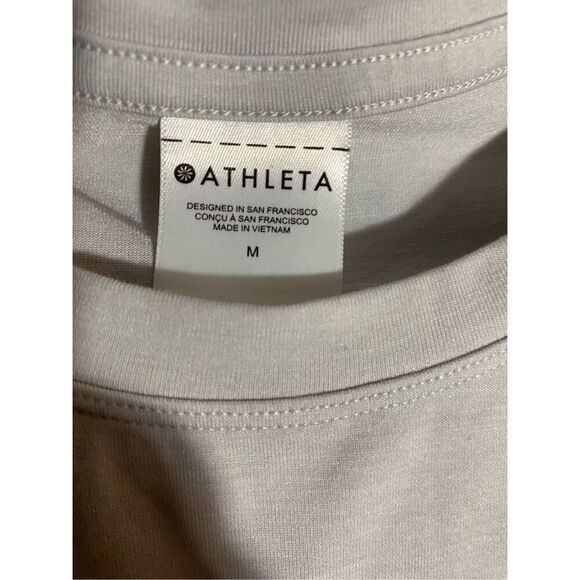 ATHLETA
DESIGNED IN SAN FRANCISCO
CONÇU À SAN FRANCISCO
MADE IN VIETNAM
M